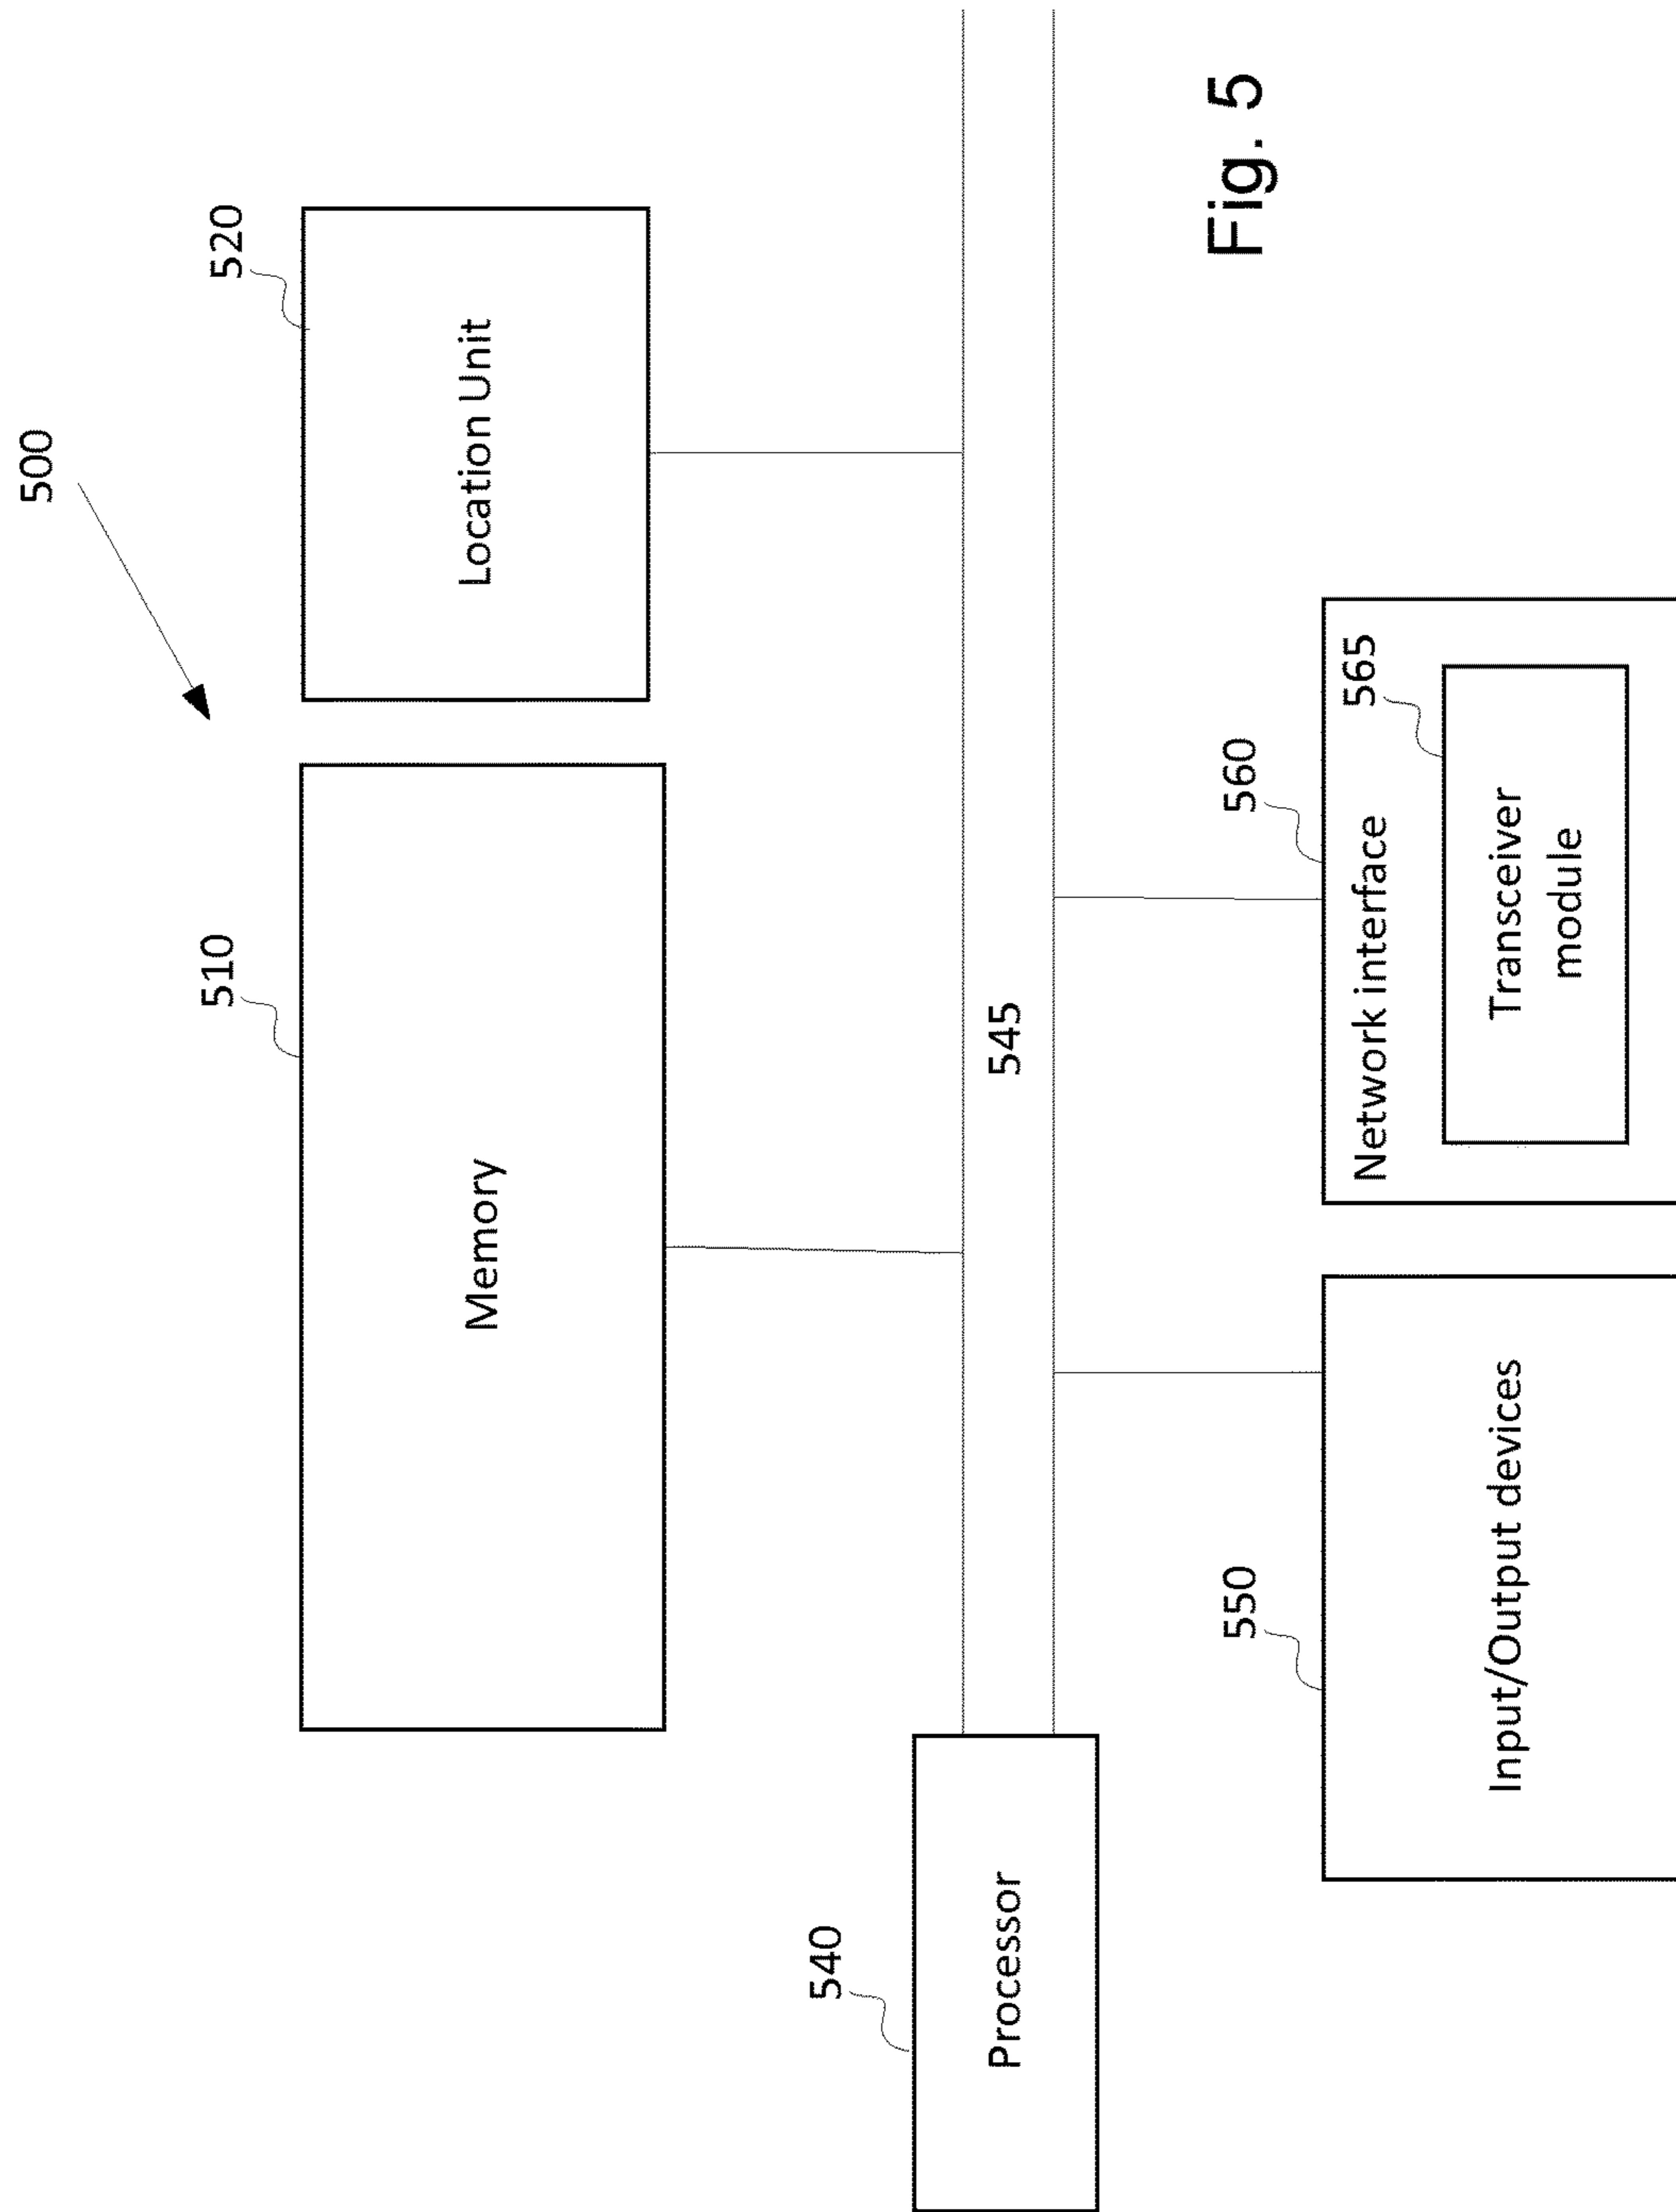 500
510
520
Memory
Location Unit
540
Processor
545
550
560
Input/Output devices
Network interface
565
Transceiver
module
Fig. 5